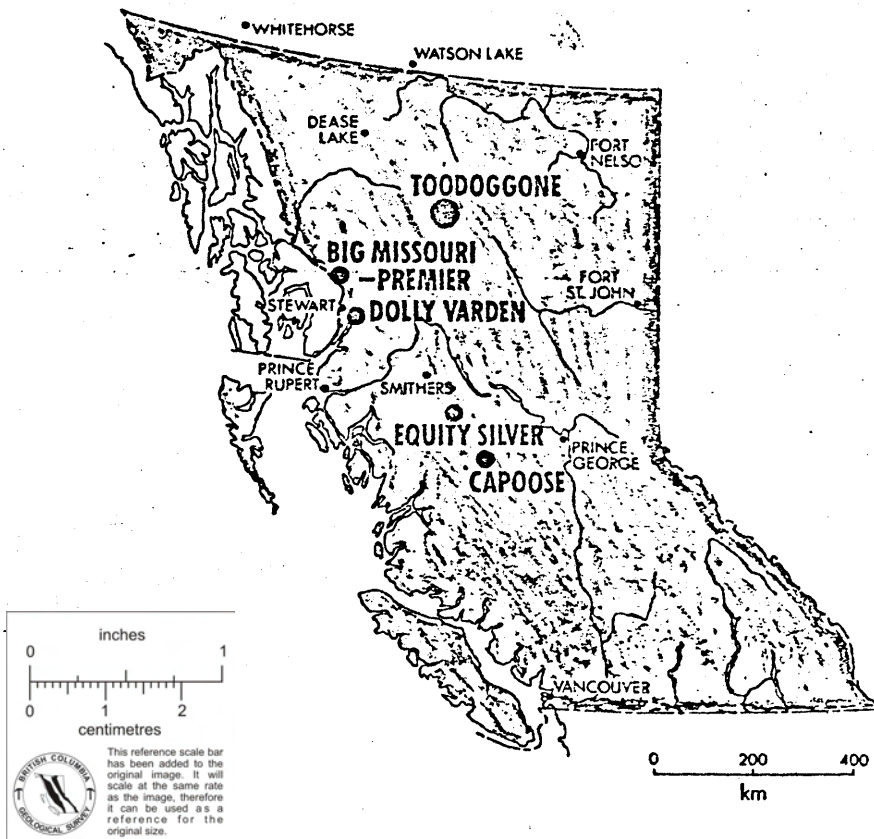 WHITEHORSE
WATSON LAKE
DEASE
LAKE
FORT
NELSON
TOODOGGONE
BIG MISSOURI
–PREMIER
FORT
ST. JOHN
STEWART
DOLLY VARDEN
PRINCE
RUPERT
SMITHERS
EQUITY SILVER
PRINCE
GEORGE
CAPOOSE
VANCOUVER
inches
0 1
0 1 2
centimetres
0 200 400
km
BRITISH COLUMBIA
GEOLOGICAL SURVEY
This reference scale bar
has been added to the
original image. It will
scale at the same rate
as the image, therefore
it can be used as a
reference for the
original size.